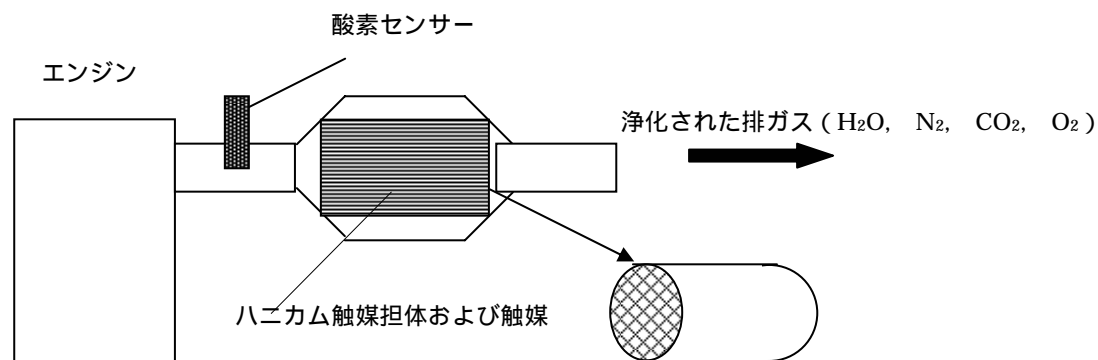 酸素センサー
エンジン
浄化された排ガス ( H₂O, N₂, CO₂, O₂ )
ハニカム触媒担体および触媒